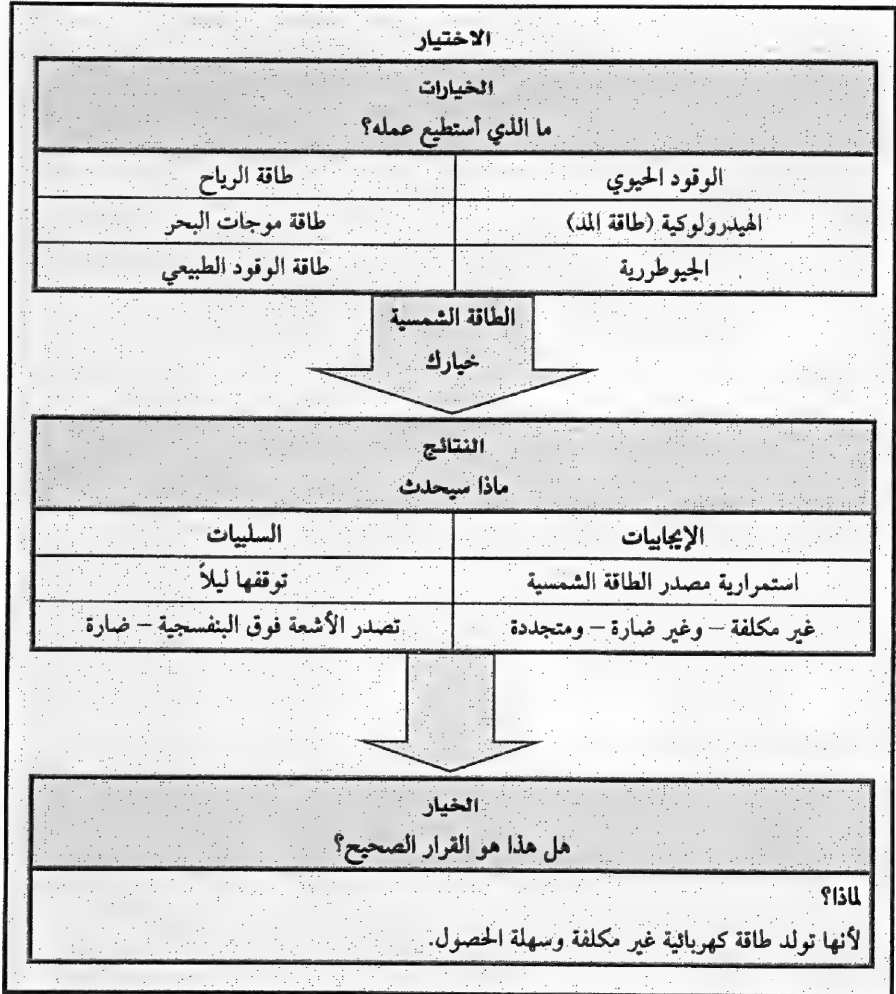 الاختيار
الخيارات
ما الذي أستطيع عمله؟
الوقود الحيوي
طاقة الرياح
الهيدرولوكية (طاقة المد)
طاقة موجات البحر
الجيوطررية
طاقة الوقود الطبيعي
الطاقة الشمسية
خيارك
النتائج
ماذا سيحدث
الإيجابيات
السلبيات
استمرارية مصدر الطاقة الشمسية
توقفها ليلاً
غير مكلفة – وغير ضارة – ومتجددة
تصدر الأشعة فوق البنفسجية – ضارة
الخيار
هل هذا هو القرار الصحيح؟
لماذا؟
لأنها تولد طاقة كهربائية غير مكلفة وسهلة الحصول.